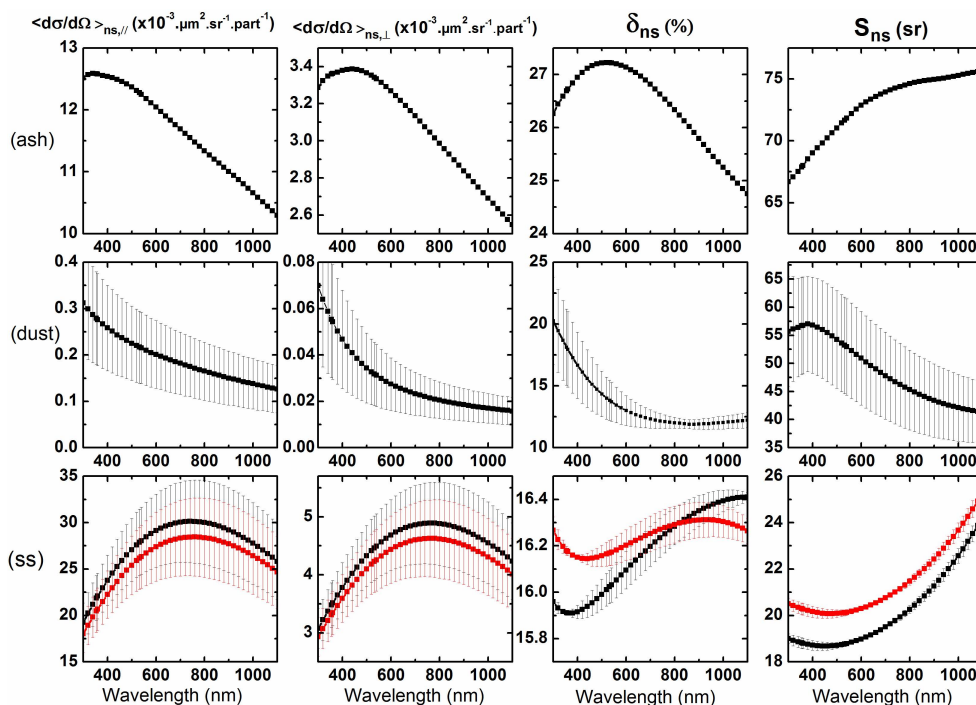 <dσ/dΩ>ns,// (x10-3.µm2.sr-1.part-1)
<dσ/dΩ>ns,⊥ (x10-3.µm2.sr-1.part-1)
δns (%)
Sns (sr)
(ash)
13
12
11
10
200 400 600 800 1000
3.6
3.4
3.2
3.0
2.8
2.6
400 600 800 1000
27
26
25
24
400 600 800 1000
75
70
65
400 600 800 1000
(dust)
0.4
0.3
0.2
0.1
0.0
400 600 800 1000
0.08
0.06
0.04
0.02
0.00
400 600 800 1000
25
20
15
10
400 600 800 1000
65
60
55
50
45
40
35
400 600 800 1000
(ss)
35
30
25
20
15
400 600 800 1000
5
4
3
400 600 800 1000
16.4
16.2
15.9
15.8
400 600 800 1000
26
24
22
20
18
400 600 800 1000
Wavelength (nm)
Wavelength (nm)
Wavelength (nm)
Wavelength (nm)